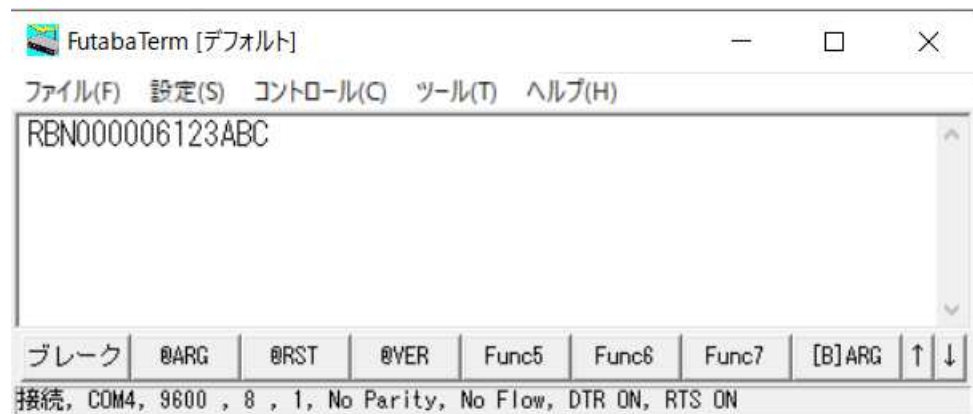 FutabaTerm [デフォルト]
ファイル(F) 設定(S) コントロール(C) ツール(T) ヘルプ(H)
RBN000006123ABC
ブレーク @ARG @RST @VER Func5 Func6 Func7 [B]ARG ↑ ↓
接続, COM4, 9600 , 8 , 1, No Parity, No Flow, DTR ON, RTS ON